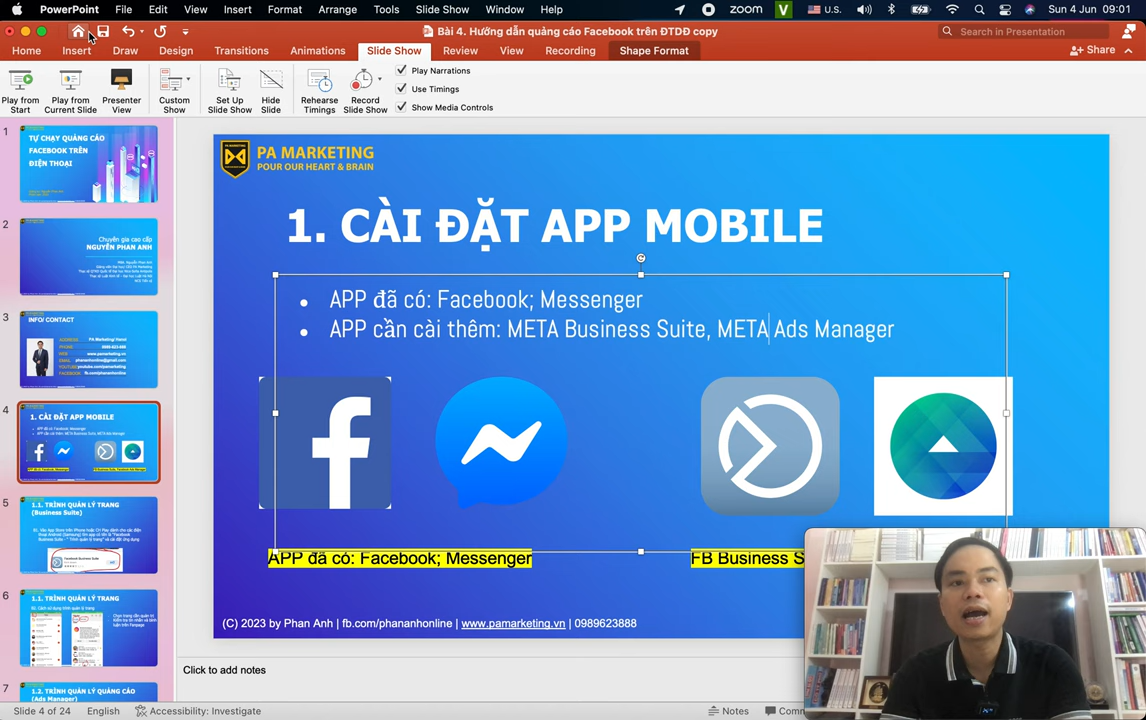 PowerPoint File Edit View Insert Format Arrange Tools Slide Show Window Help zoom V U.S. Sun 4 Jun 09:01
Bài 4. Hướng dẫn quảng cáo Facebook trên ĐTDĐ copy
Search in Presentation
Home Insert Draw Design Transitions Animations Slide Show Review View Recording Shape Format Share
Play from Start
Play from Current Slide
Presenter View
Custom Show
Set Up Slide Show
Hide Slide
Rehearse Timings
Record Slide Show
Play Narrations
Use Timings
Show Media Controls
1
TỰ CHẠY QUẢNG CÁO
FACEBOOK TRÊN
ĐIỆN THOẠI
2
Chuyên gia cao cấp
NGUYỄN PHAN ANH
3
INFO/ CONTACT
4
1. CÀI ĐẶT APP MOBILE
5
1.1. TRÌNH QUẢN LÝ TRANG
(Business Suite)
6
1.1. TRÌNH QUẢN LÝ TRANG
7
1.2. TRÌNH QUẢN LÝ QUẢNG CÁO
(Ads Manager)
PA MARKETING
POUR OUR HEART & BRAIN
1. CÀI ĐẶT APP MOBILE
• APP đã có: Facebook; Messenger
• APP cần cài thêm: META Business Suite, META Ads Manager
APP đã có: Facebook; Messenger
FB Business S
(C) 2023 by Phan Anh | fb.com/phananhonline | www.pamarketing.vn | 0989623888
Click to add notes
Slide 4 of 24 English Accessibility: Investigate Notes Comm